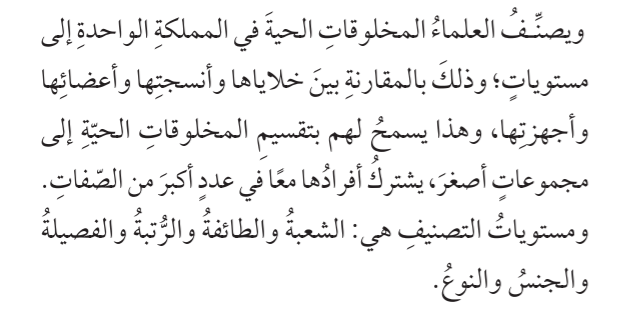 ويصنِّفُ العلماءُ المخلوقاتِ الحيةَ في المملكةِ الواحدةِ إلى
مستوياتٍ؛ وذلكَ بالمقارنةِ بينَ خلاياها وأنسجتِها وأعضائِها
وأجهزتِها، وهذا يسمحُ لهم بتقسيمِ المخلوقاتِ الحيّةِ إلى
مجموعاتٍ أصغرَ، يشتركُ أفرادُها معًا في عددٍ أكبرَ من الصّفاتِ.
ومستوياتُ التصنيفِ هي: الشعبةُ والطائفةُ والرُّتبةُ والفصيلةُ
والجنسُ والنوعُ.